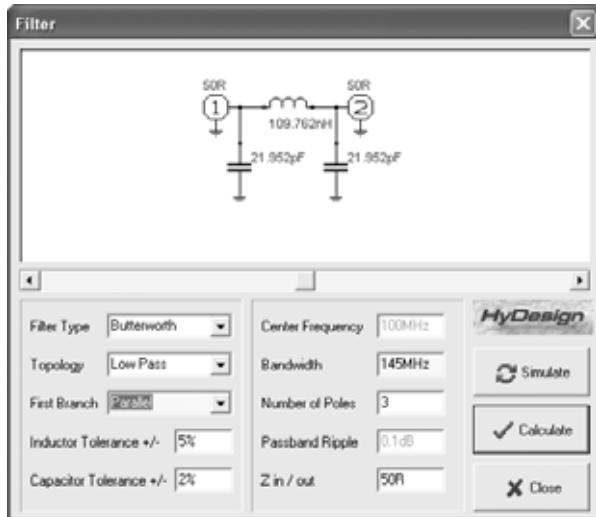 Filter
50R
50R
1
2
109.762nH
21.952pF
21.952pF
Filter Type
Butterworth
Topology
Low Pass
First Branch
Parallel
Inductor Tolerance +/-
5%
Capacitor Tolerance +/-
2%
Center Frequency
100MHz
Bandwidth
145MHz
Number of Poles
3
Passband Ripple
0.1dB
Z in / out
50R
HyDesign
Simulate
Calculate
Close